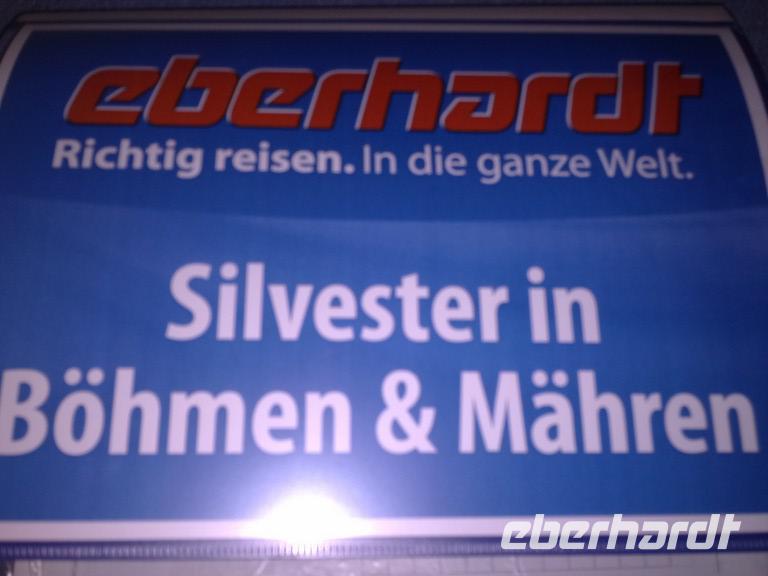 eberhardt
Richtig reisen. In die ganze Welt.
Silvester in
Böhmen & Mähren
eberhardt